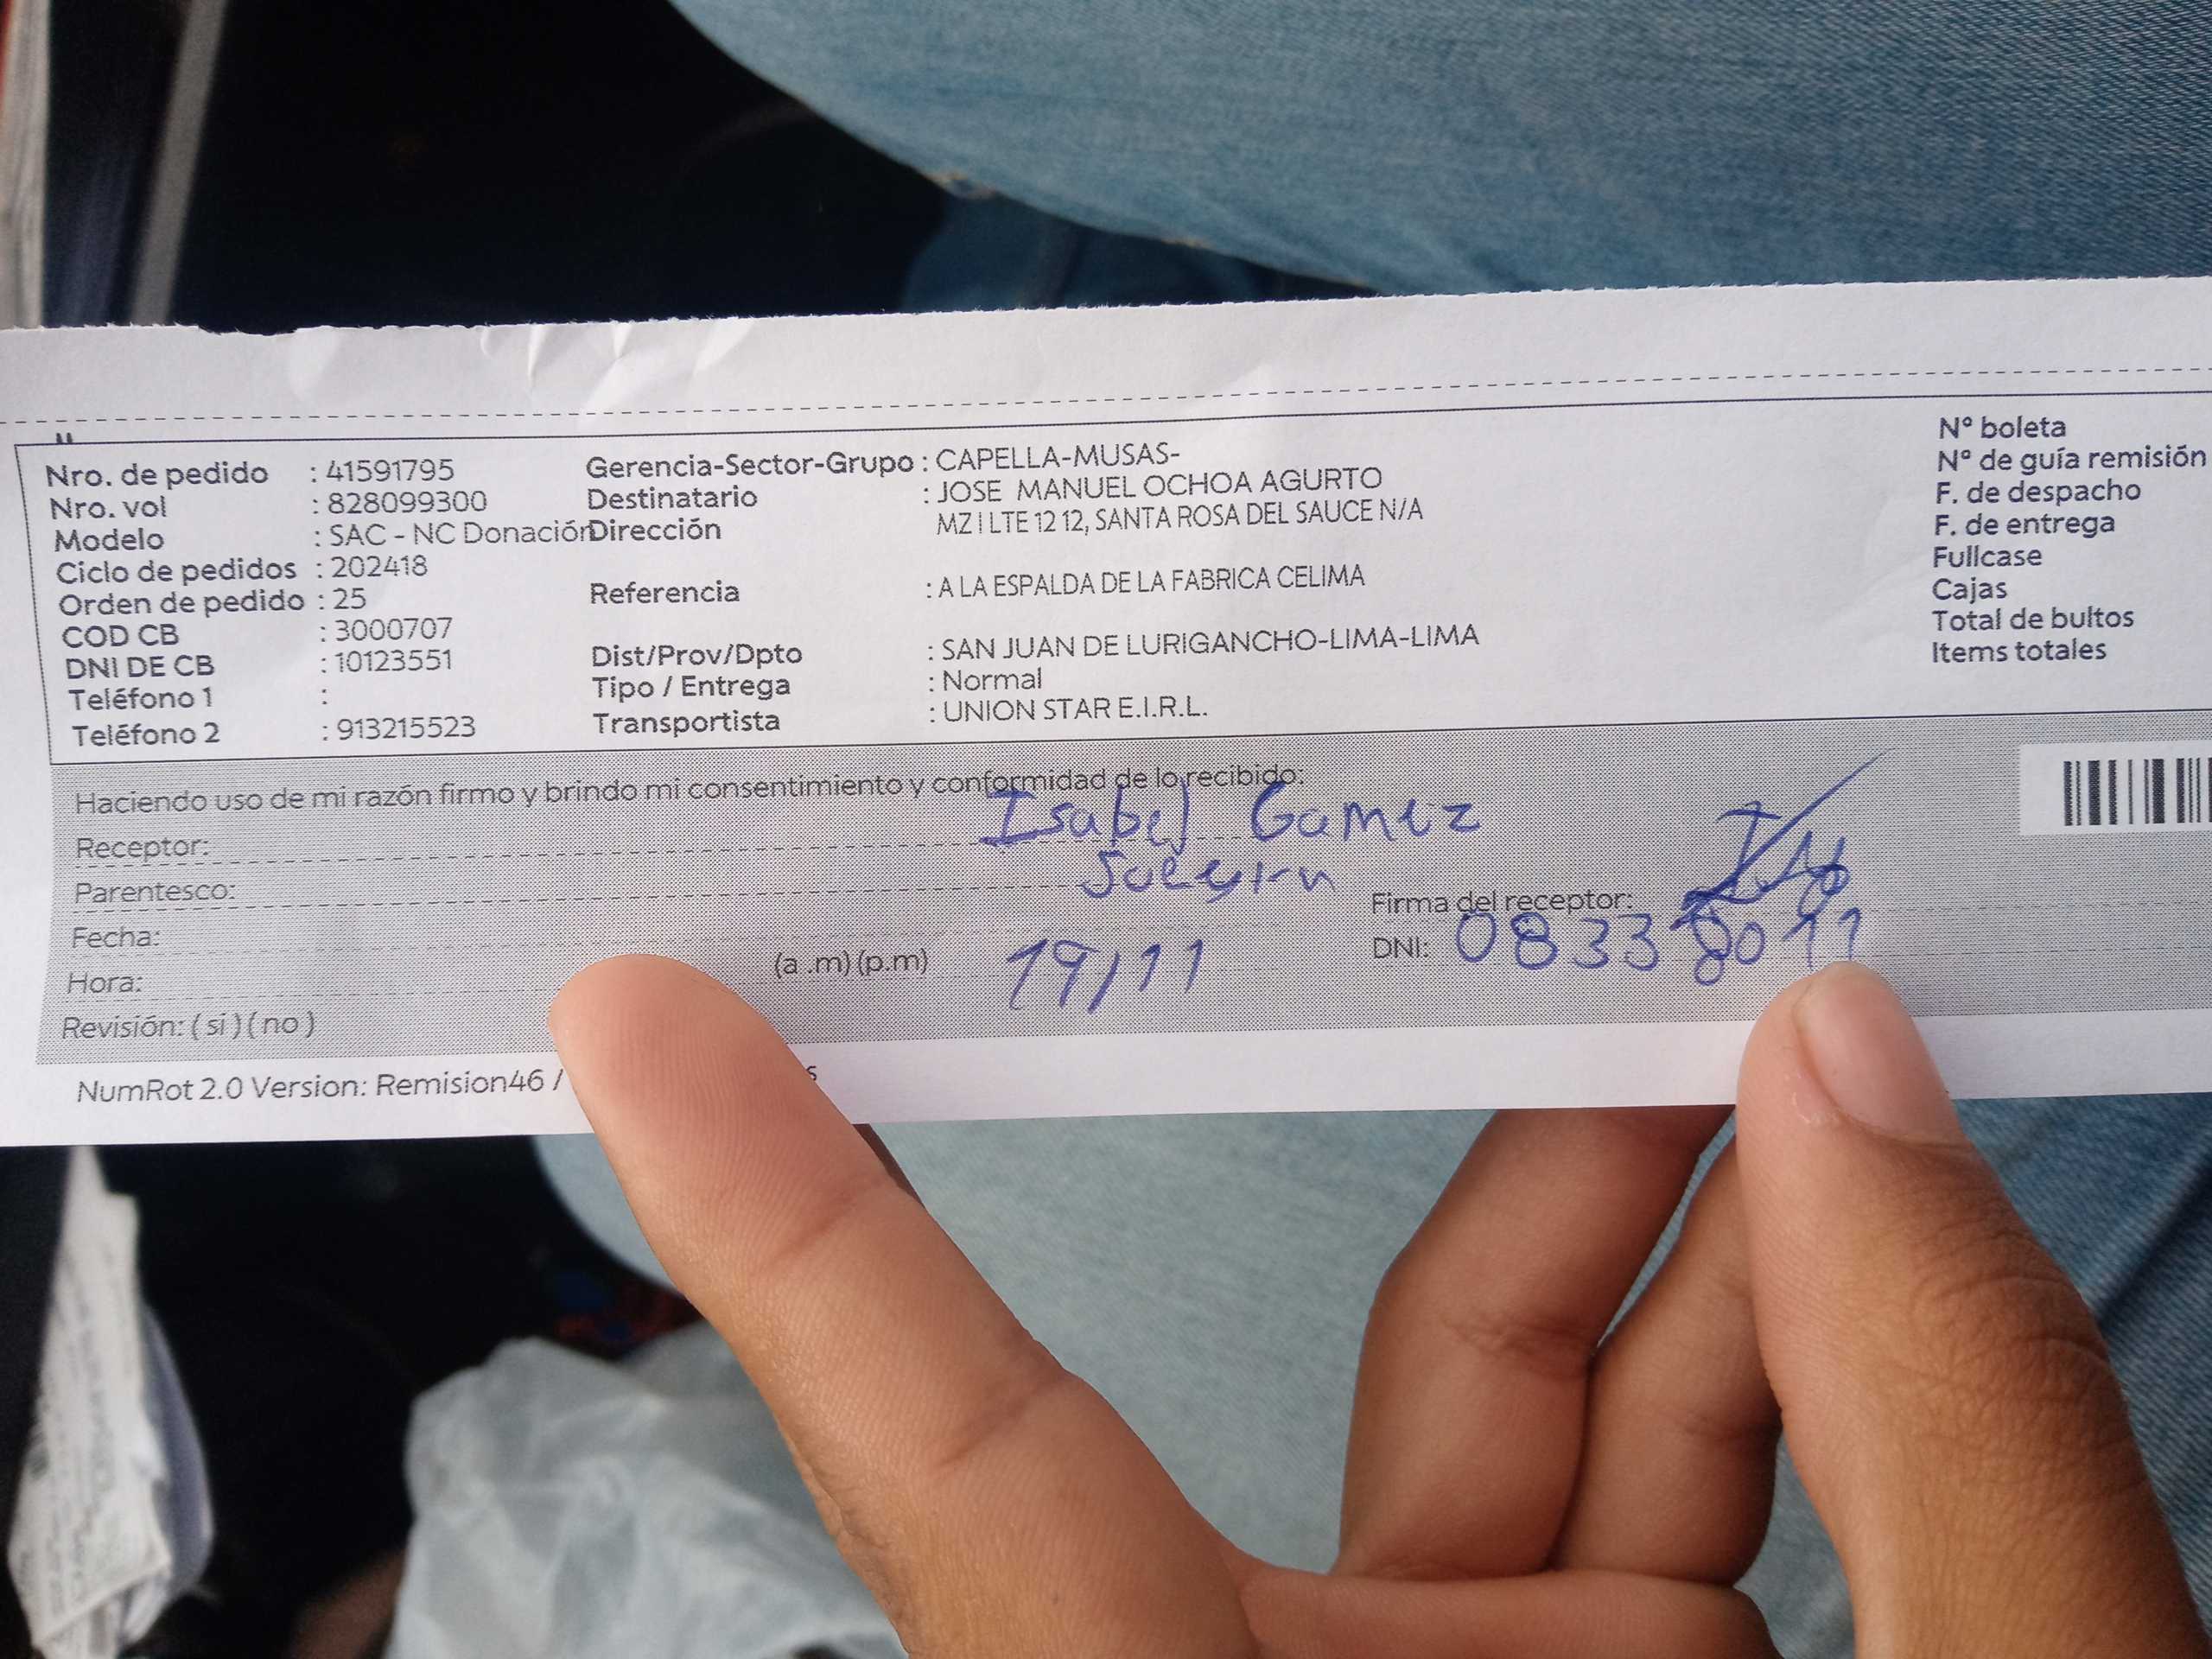 Nro. de pedido : 41591795
Nro. vol : 828099300
Modelo : SAC - NC Donación
Ciclo de pedidos : 202418
Orden de pedido : 25
COD CB : 3000707
DNI DE CB : 10123551
Teléfono 1 :
Teléfono 2 : 913215523
Gerencia-Sector-Grupo : CAPELLA-MUSAS-
Destinatario : JOSE MANUEL OCHOA AGURTO
Dirección MZ I LTE 12 12, SANTA ROSA DEL SAUCE N/A
Referencia : A LA ESPALDA DE LA FABRICA CELIMA
Dist/Prov/Dpto : SAN JUAN DE LURIGANCHO-LIMA-LIMA
Tipo / Entrega : Normal
Transportista : UNION STAR E.I.R.L.
Nº boleta
Nº de guía remisión
F. de despacho
F. de entrega
Fullcase
Cajas
Total de bultos
Items totales
Haciendo uso de mi razón firmo y brindo mi consentimiento y conformidad de lo recibido:
Receptor: Isabel Gamez
Parentesco:
Fecha:
Hora: (a .m) (p.m) 19/11
Revisión: ( si ) ( no )
Firma del receptor:
DNI: 08338011
NumRot 2.0 Version: Remision46 /